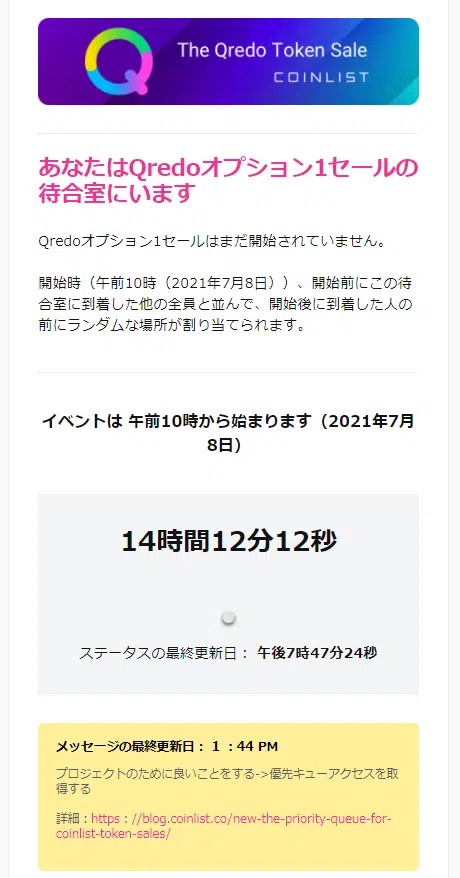 The Qredo Token Sale
COINLIST
あなたはQredoオプション1セールの
待合室にいます
Qredoオプション1セールはまだ開始されていません。
開始時（午前10時（2021年7月8日））、開始前にこの待
合室に到着した他の全員と並んで、開始後に到着した人の
前にランダムな場所が割り当てられます。
イベントは 午前10時から始まります（2021年7月
8日）
14時間12分12秒
ステータスの最終更新日： 午後7時47分24秒
メッセージの最終更新日： 1 ：44 PM
プロジェクトのために良いことをする->優先キューアクセスを取
得する
詳細：https：//blog.coinlist.co/new-the-priority-queue-for-
coinlist-token-sales/